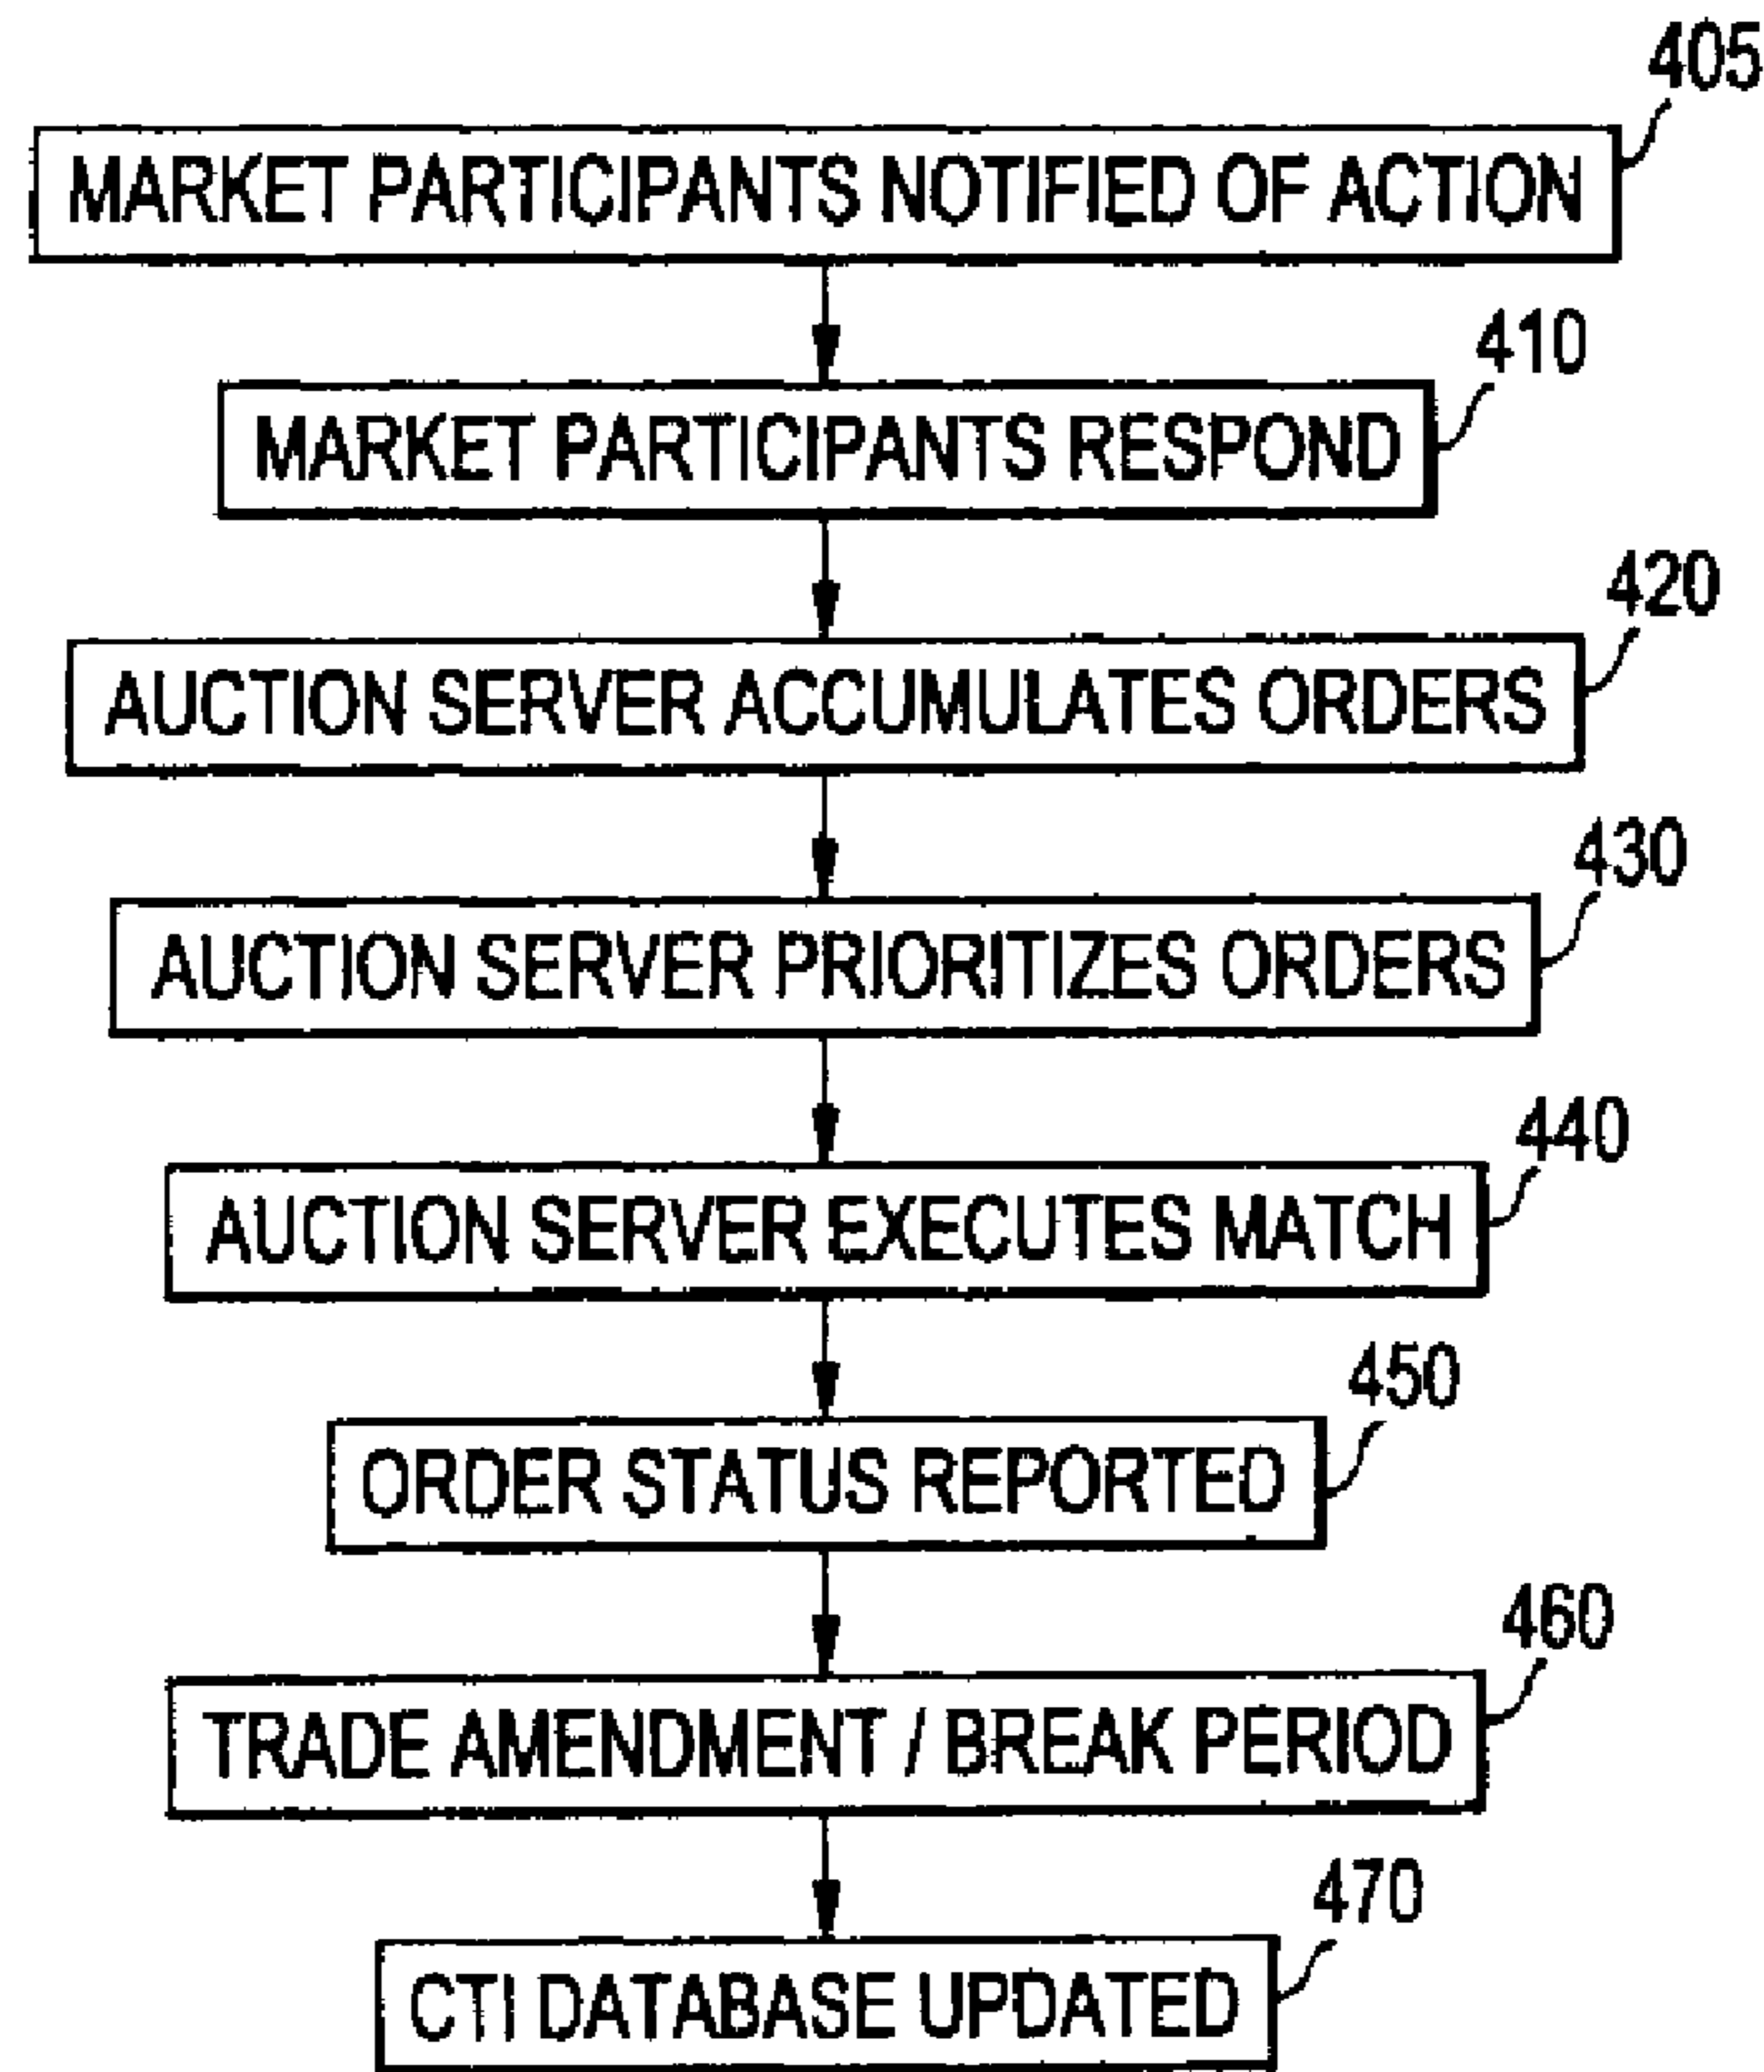 405
MARKET PARTICIPANTS NOTIFIED OF ACTION
410
MARKET PARTICIPANTS RESPOND
420
AUCTION SERVER ACCUMULATES ORDERS
430
AUCTION SERVER PRIORITIZES ORDERS
440
AUCTION SERVER EXECUTES MATCH
450
ORDER STATUS REPORTED
460
TRADE AMENDMENT / BREAK PERIOD
470
CTI DATABASE UPDATED